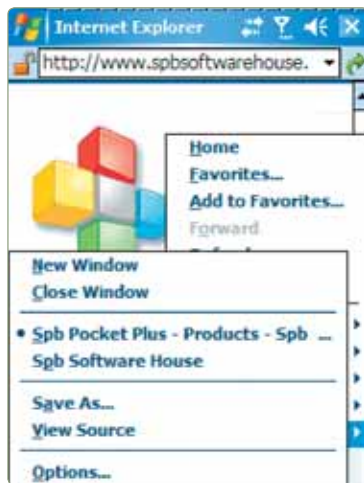 Internet Explorer
http://www.spbsoftwarehouse.
Home
Favorites...
Add to Favorites...
Forward
New Window
Close Window
Spb Pocket Plus - Products - Spb ...
Spb Software House
Save As...
View Source
Options...